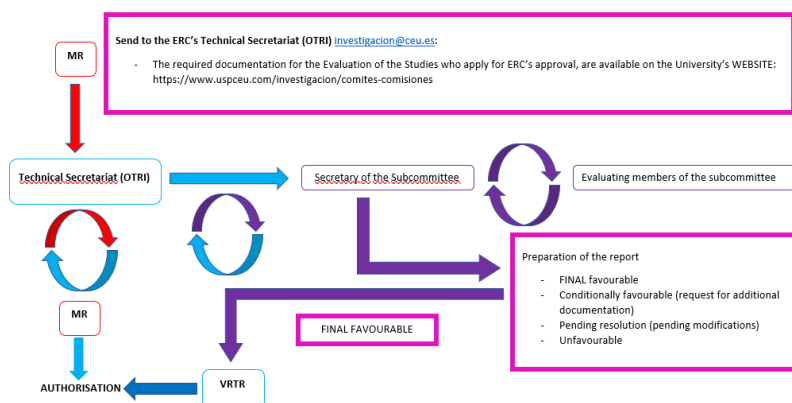 MR
Send to the ERC's Technical Secretariat (OTRI) investigacion@ceu.es:
- The required documentation for the Evaluation of the Studies who apply for ERC's approval, are available on the University's WEBSITE:
https://www.uspceu.com/investigacion/comites-comisiones
Technical Secretariat (OTRI)
Secretary of the Subcommittee
Evaluating members of the subcommittee
Preparation of the report
- FINAL favourable
- Conditionally favourable (request for additional
documentation)
- Pending resolution (pending modifications)
- Unfavourable
MR
FINAL FAVOURABLE
AUTHORISATION
VRTR